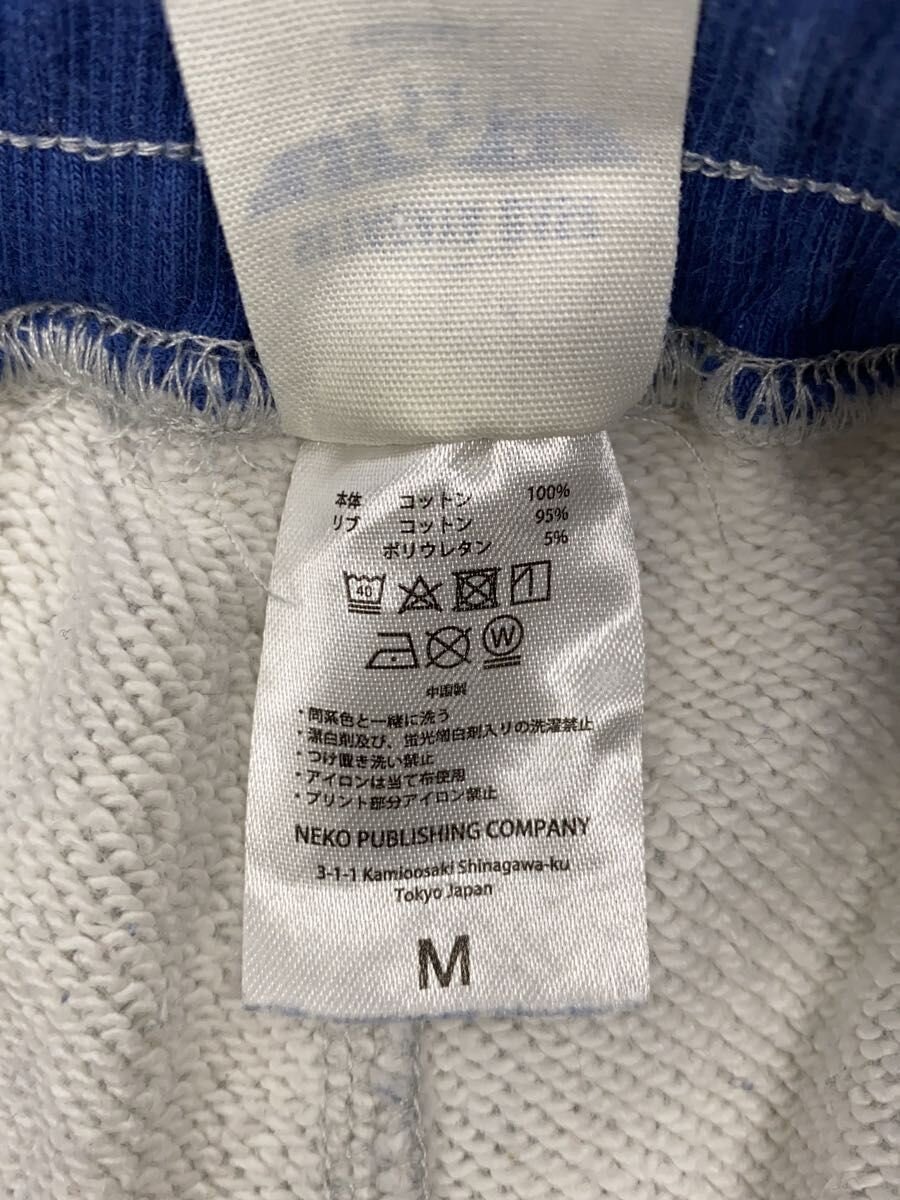 本体 コットン 100%
リブ コットン 95%
ポリウレタン 5%
40
W
中国製
・同系色と一緒に洗う
・漂白剤及び、蛍光増白剤入りの洗濯禁止
・つけ置き洗い禁止
・アイロンは当て布使用
・プリント部分アイロン禁止
NEKO PUBLISHING COMPANY
3-1-1 Kamioosaki Shinagawa-ku
Tokyo Japan
M